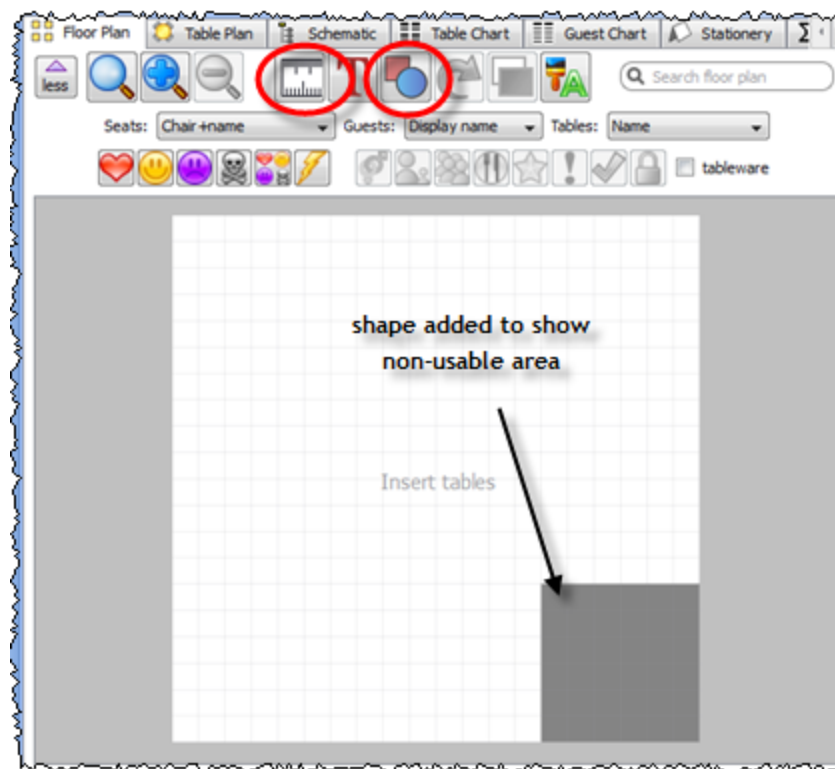 Floor Plan Table Plan Schematic Table Chart Guest Chart Stationery Σ
less T A Search floor plan
Seats: Chair+name Guests: Display name Tables: Name
tableware
shape added to show
non-usable area
Insert tables